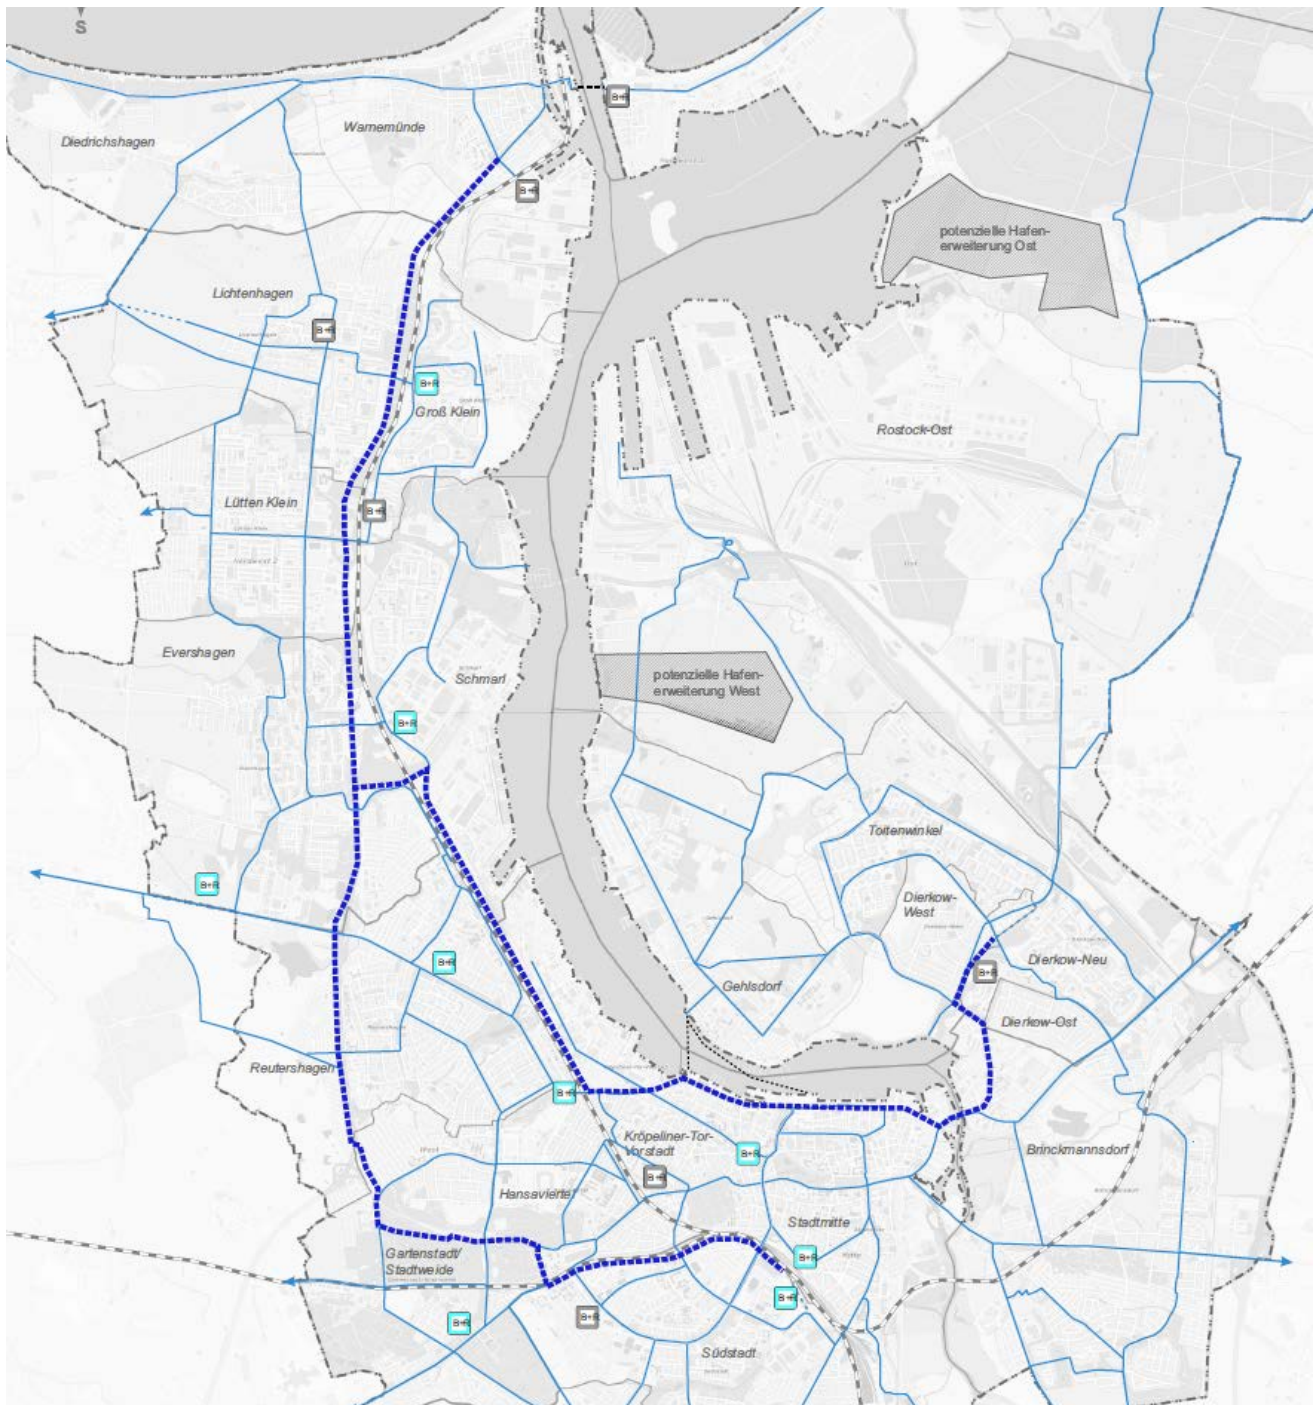 S
Warnemünde
Diedrichshagen
B+R
B+R
potenzielle Hafen-
erweiterung Ost
Lichtenhagen
B+R
B+R
Groß Klein
Rostock-Ost
Lütten Klein
B+R
Evershagen
Schmarl
potenzielle Hafen-
erweiterung West
B+R
Toitenwinkel
B+R
Dierkow-
West
B+R
Dierkow-Neu
B+R
Gehlsdorf
Dierkow-Ost
Reutershagen
B+R
Kröpeliner-Tor-
Vorstadt
B+R
Brinckmannsdorf
B+R
Hansaviertel
Stadtmitte
Gartenstadt/
Stadtweide
B+R
B+R
B+R
B+R
Südstadt